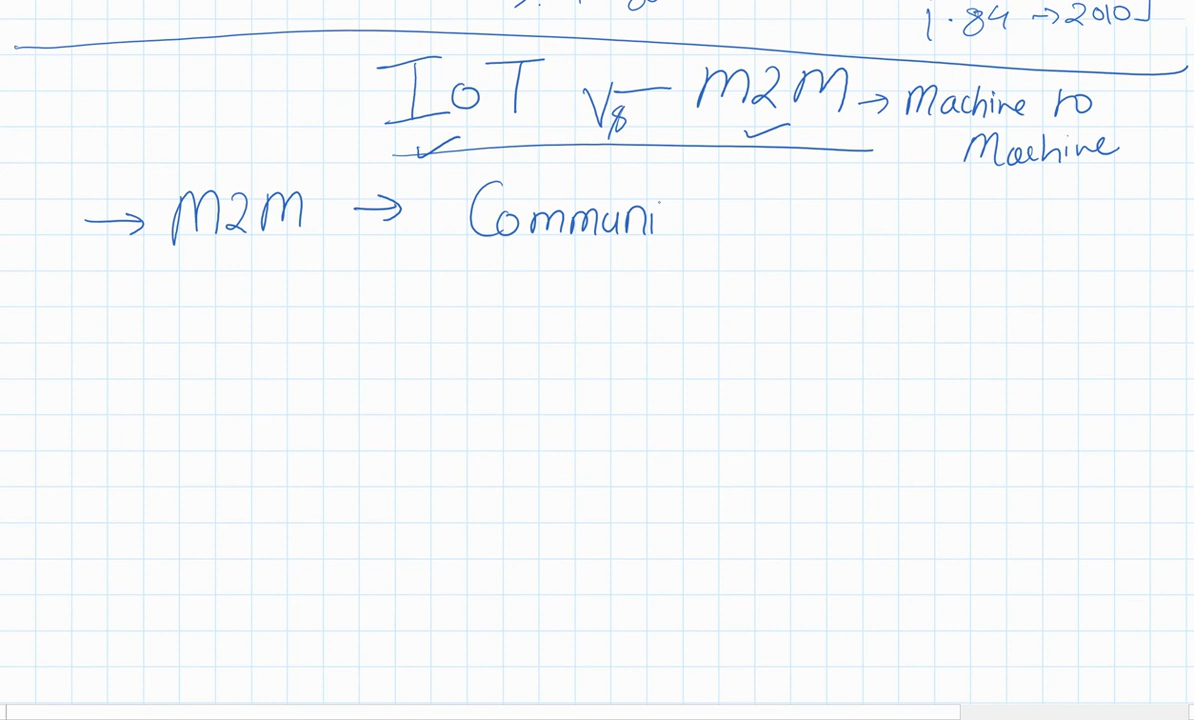 1.84 → 2010
IoT Vs M2M → Machine to
Machine
→ M2M → Communi